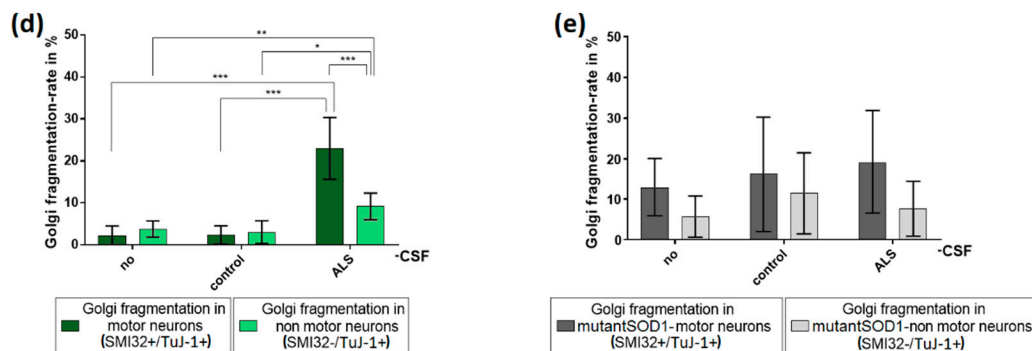 (d)
Golgi fragmentation-rate in %
50
40
30
20
10
0
**
*
***
***
***
no
control
ALS
-CSF
Golgi fragmentation in
motor neurons
(SMI32+/TuJ-1+)
Golgi fragmentation in
non motor neurons
(SMI32-/TuJ-1+)
(e)
Golgi fragmentation-rate in %
50
40
30
20
10
0
no
control
ALS
-CSF
Golgi fragmentation in
mutantSOD1-motor neurons
(SMI32+/TuJ-1+)
Golgi fragmentation in
mutantSOD1-non motor neurons
(SMI32-/TuJ-1+)